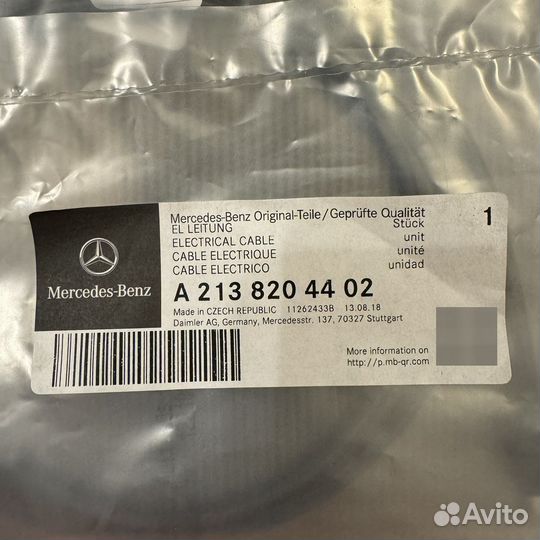 Mercedes-Benz Original-Teile/Geprüfte Qualität 1
EL LEITUNG Stück
ELECTRICAL CABLE unit
CABLE ELECTRIQUE unité
CABLE ELECTRICO unidad
Mercedes-Benz
A 213 820 44 02
Made in CZECH REPUBLIC 11262433B 13.08.18
Daimler AG, Germany, Mercedesstr. 137, 70327 Stuttgart
More information on
http://p.mb-qr.com/
Avito